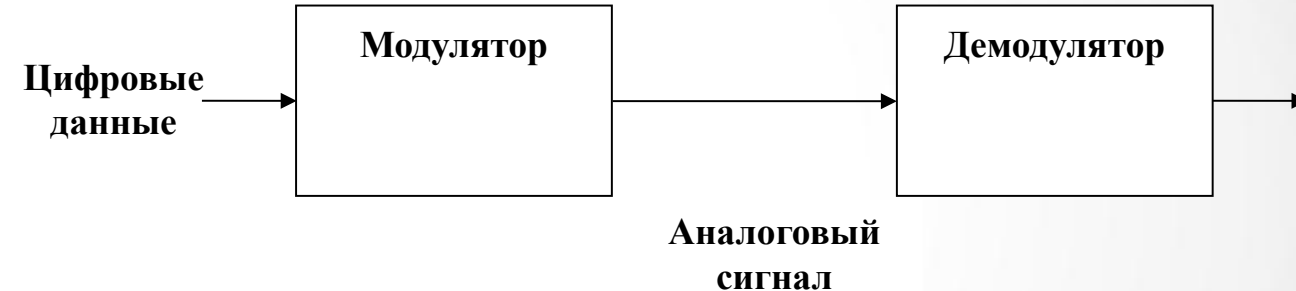 Модулятор
Демодулятор
Цифровые
данные
Аналоговый
сигнал